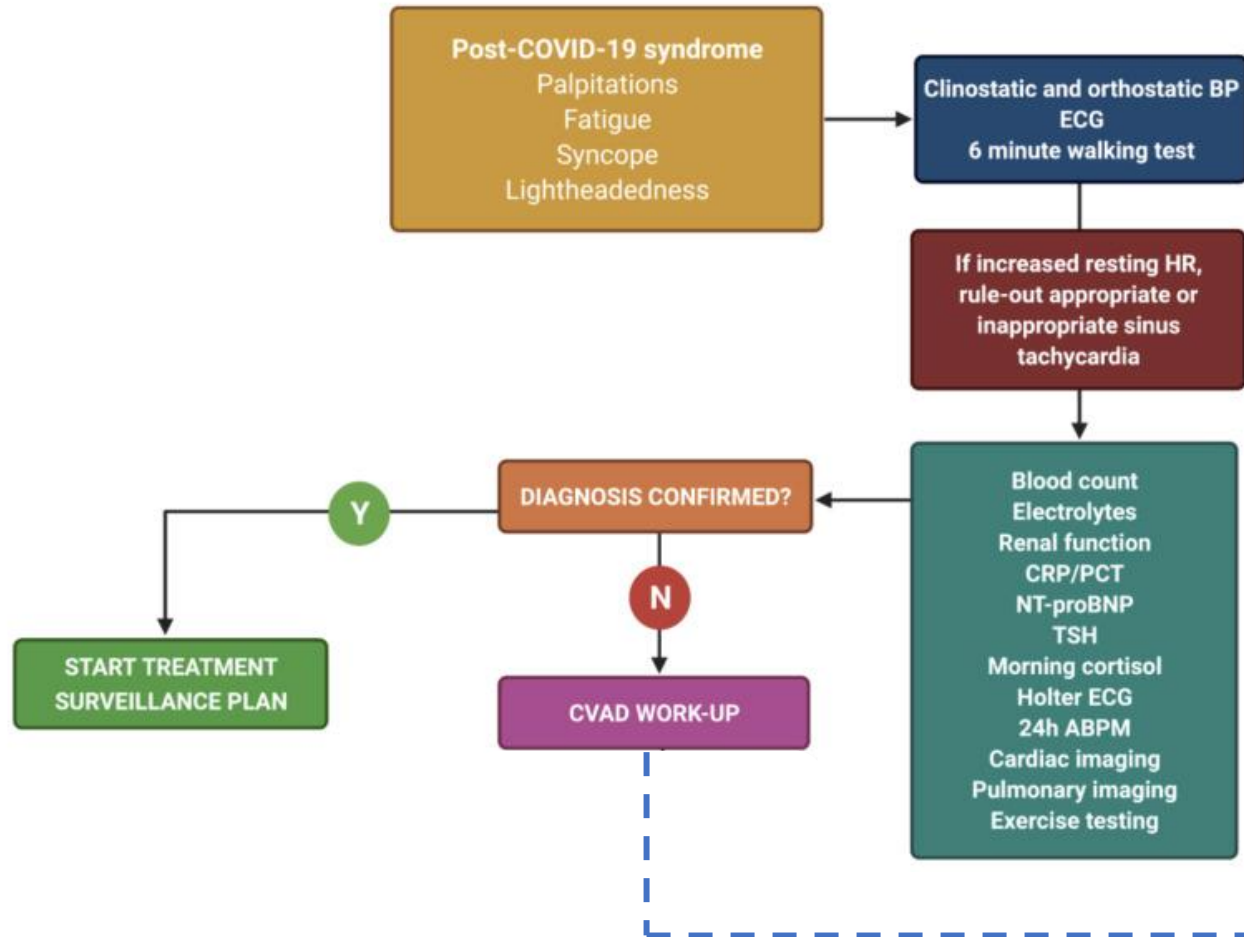 Post-COVID-19 syndrome
Palpitations
Fatigue
Syncope
Lightheadedness
Clinostatic and orthostatic BP
ECG
6 minute walking test
If increased resting HR,
rule-out appropriate or
inappropriate sinus
tachycardia
Blood count
Electrolytes
Renal function
CRP/PCT
NT-proBNP
TSH
Morning cortisol
Holter ECG
24h ABPM
Cardiac imaging
Pulmonary imaging
Exercise testing
DIAGNOSIS CONFIRMED?
Y
N
START TREATMENT
SURVEILLANCE PLAN
CVAD WORK-UP